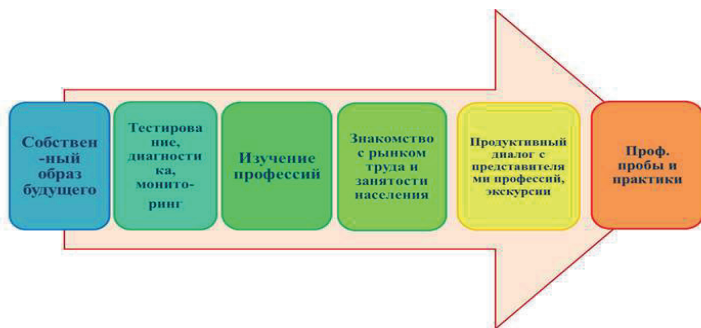 Собствен
-ный
образ
будущего
Тестирова
ние,
диагности
ка,
монито-
ринг
Изучение
профессий
Знакомство
с рынком
труда и
занятости
населения
Продуктивный
диалог с
представителя
ми профессий,
экскурсии
Проф.
пробы и
практики